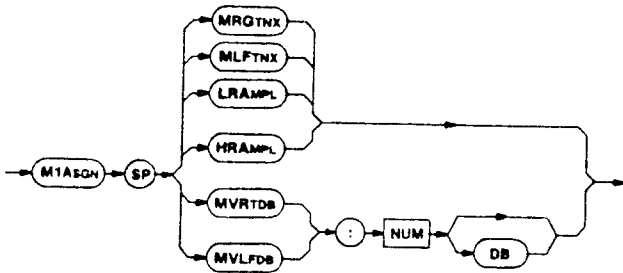 MRGTNX
MLFTNX
LRAMPL
HRAMPL
M1ASGN SP
MVRTDB
: NUM
DB
MVLFDB